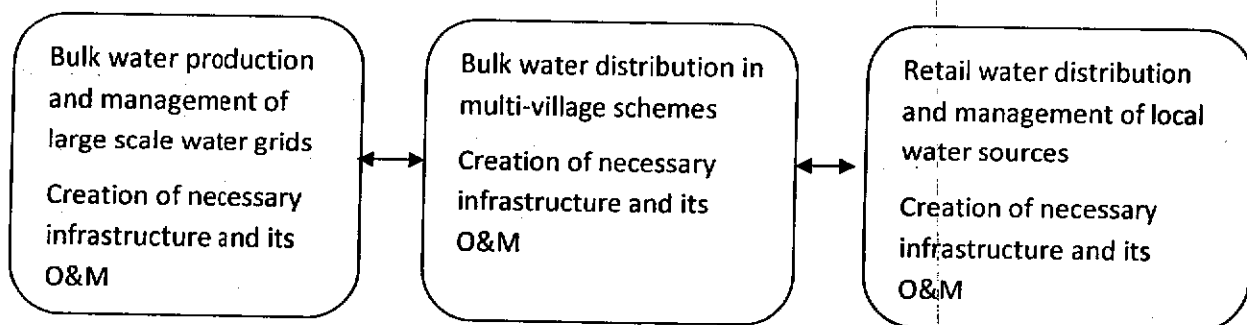 Bulk water production
and management of
large scale water grids
Creation of necessary
infrastructure and its
O&M
Bulk water distribution in
multi-village schemes
Creation of necessary
infrastructure and its
O&M
Retail water distribution
and management of local
water sources
Creation of necessary
infrastructure and its
O&M